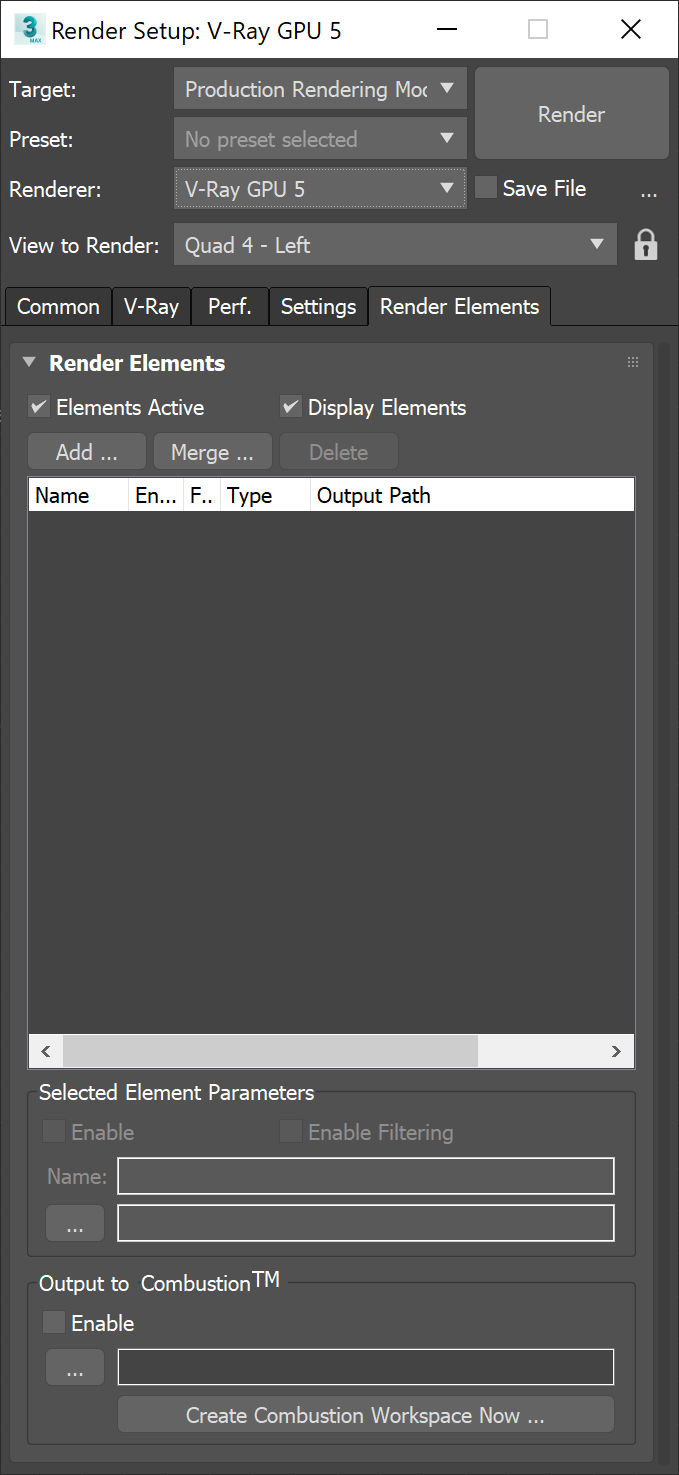 3 MAX Render Setup: V-Ray GPU 5
Target: Production Rendering Moc
Render
Preset: No preset selected
Renderer: V-Ray GPU 5 Save File ...
View to Render: Quad 4 - Left
Common V-Ray Perf. Settings Render Elements
Render Elements
Elements Active Display Elements
Add ... Merge ... Delete
Name En... F... Type Output Path
Selected Element Parameters
Enable Enable Filtering
Name:
...
Output to Combustion™
Enable
...
Create Combustion Workspace Now ...